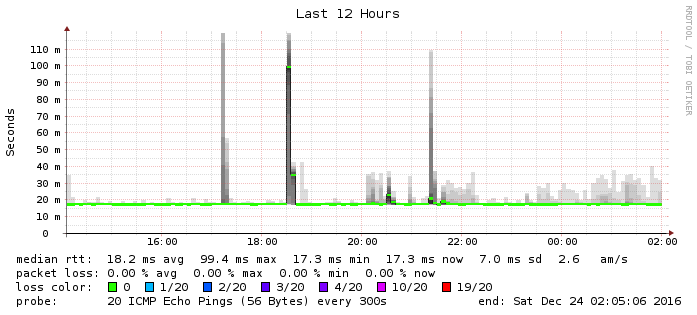 Last 12 Hours
RRDTOOL / TOBI OETIKER
Seconds
110 m
100 m
90 m
80 m
70 m
60 m
50 m
40 m
30 m
20 m
10 m
0
16:00 18:00 20:00 22:00 00:00 02:00
median rtt: 18.2 ms avg 99.4 ms max 17.3 ms min 17.3 ms now 7.0 ms sd 2.6 am/s
packet loss: 0.00 % avg 0.00 % max 0.00 % min 0.00 % now
loss color: 0 1/20 2/20 3/20 4/20 10/20 19/20
probe: 20 ICMP Echo Pings (56 Bytes) every 300s end: Sat Dec 24 02:05:06 2016